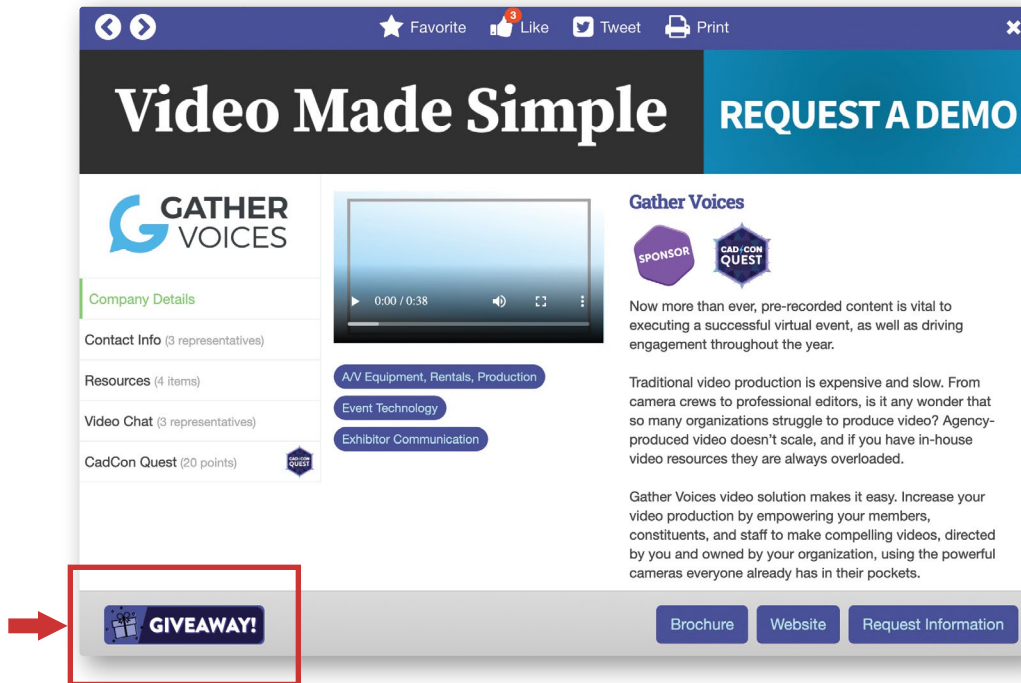 Favorite
3
Like
Tweet
Print
Video Made Simple
REQUEST A DEMO
GATHER
VOICES
Company Details
Contact Info (3 representatives)
Resources (4 items)
Video Chat (3 representatives)
CadCon Quest (20 points)
CAD/CON
QUEST
0:00 / 0:38
A/V Equipment, Rentals, Production
Event Technology
Exhibitor Communication
Gather Voices
SPONSOR
CAD/CON
QUEST
Now more than ever, pre-recorded content is vital to
executing a successful virtual event, as well as driving
engagement throughout the year.
Traditional video production is expensive and slow. From
camera crews to professional editors, is it any wonder that
so many organizations struggle to produce video? Agency-
produced video doesn’t scale, and if you have in-house
video resources they are always overloaded.
Gather Voices video solution makes it easy. Increase your
video production by empowering your members,
constituents, and staff to make compelling videos, directed
by you and owned by your organization, using the powerful
cameras everyone already has in their pockets.
GIVEAWAY!
Brochure
Website
Request Information